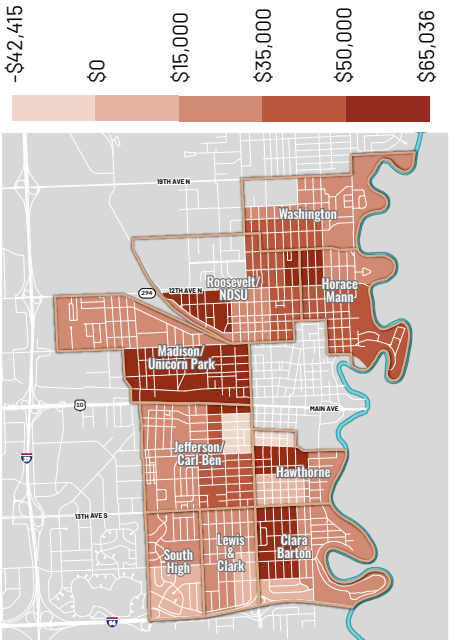 -$42,415
$0
$15,000
$35,000
$50,000
$65,036
19TH AVE N
Washington
12TH AVE N
294
Roosevelt/
NDSU
Horace
Mann
Madison/
Unicorn Park
10
MAIN AVE
Jefferson/
Carl Ben
Hawthorne
13TH AVE S
South
High
Lewis
&
Clark
Clara
Barton